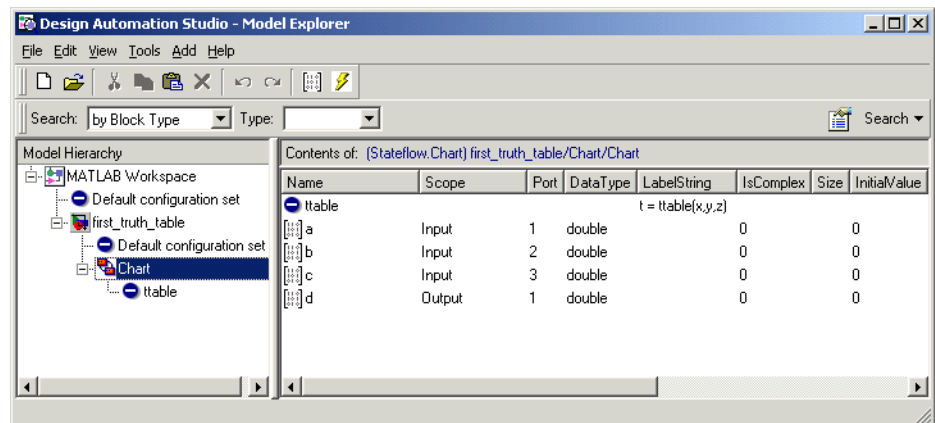 Design Automation Studio - Model Explorer
File Edit View Tools Add Help
Search: by Block Type Type: Search
Model Hierarchy
MATLAB Workspace
Default configuration set
first_truth_table
Default configuration set
Chart
ttable
Contents of: (Stateflow.Chart) first_truth_table/Chart/Chart
Name Scope Port DataType LabelString IsComplex Size InitialValue
ttable t = ttable(x,y,z)
a Input 1 double 0 0
b Input 2 double 0 0
c Input 3 double 0 0
d Output 1 double 0 0